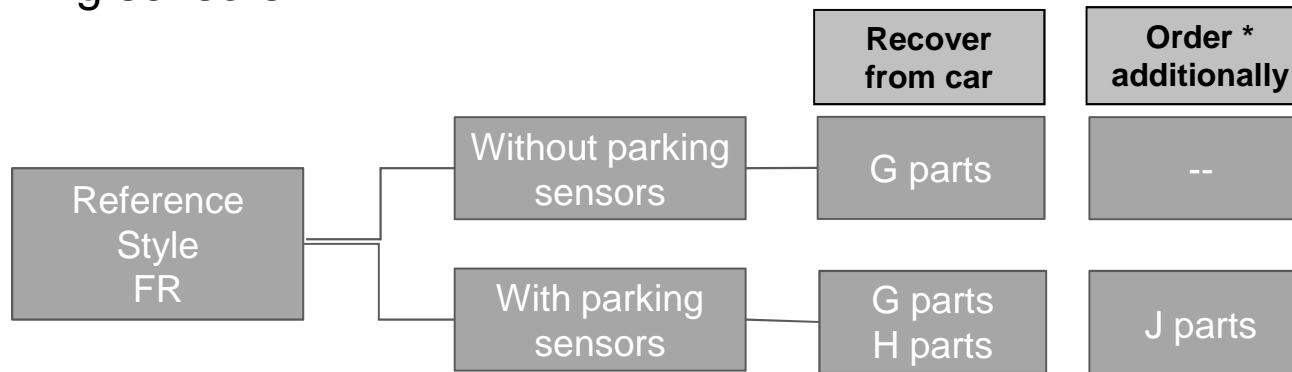 Recover
from car
Order *
additionally
Without parking
sensors
G parts
--
Reference
Style
FR
With parking
sensors
G parts
H parts
J parts